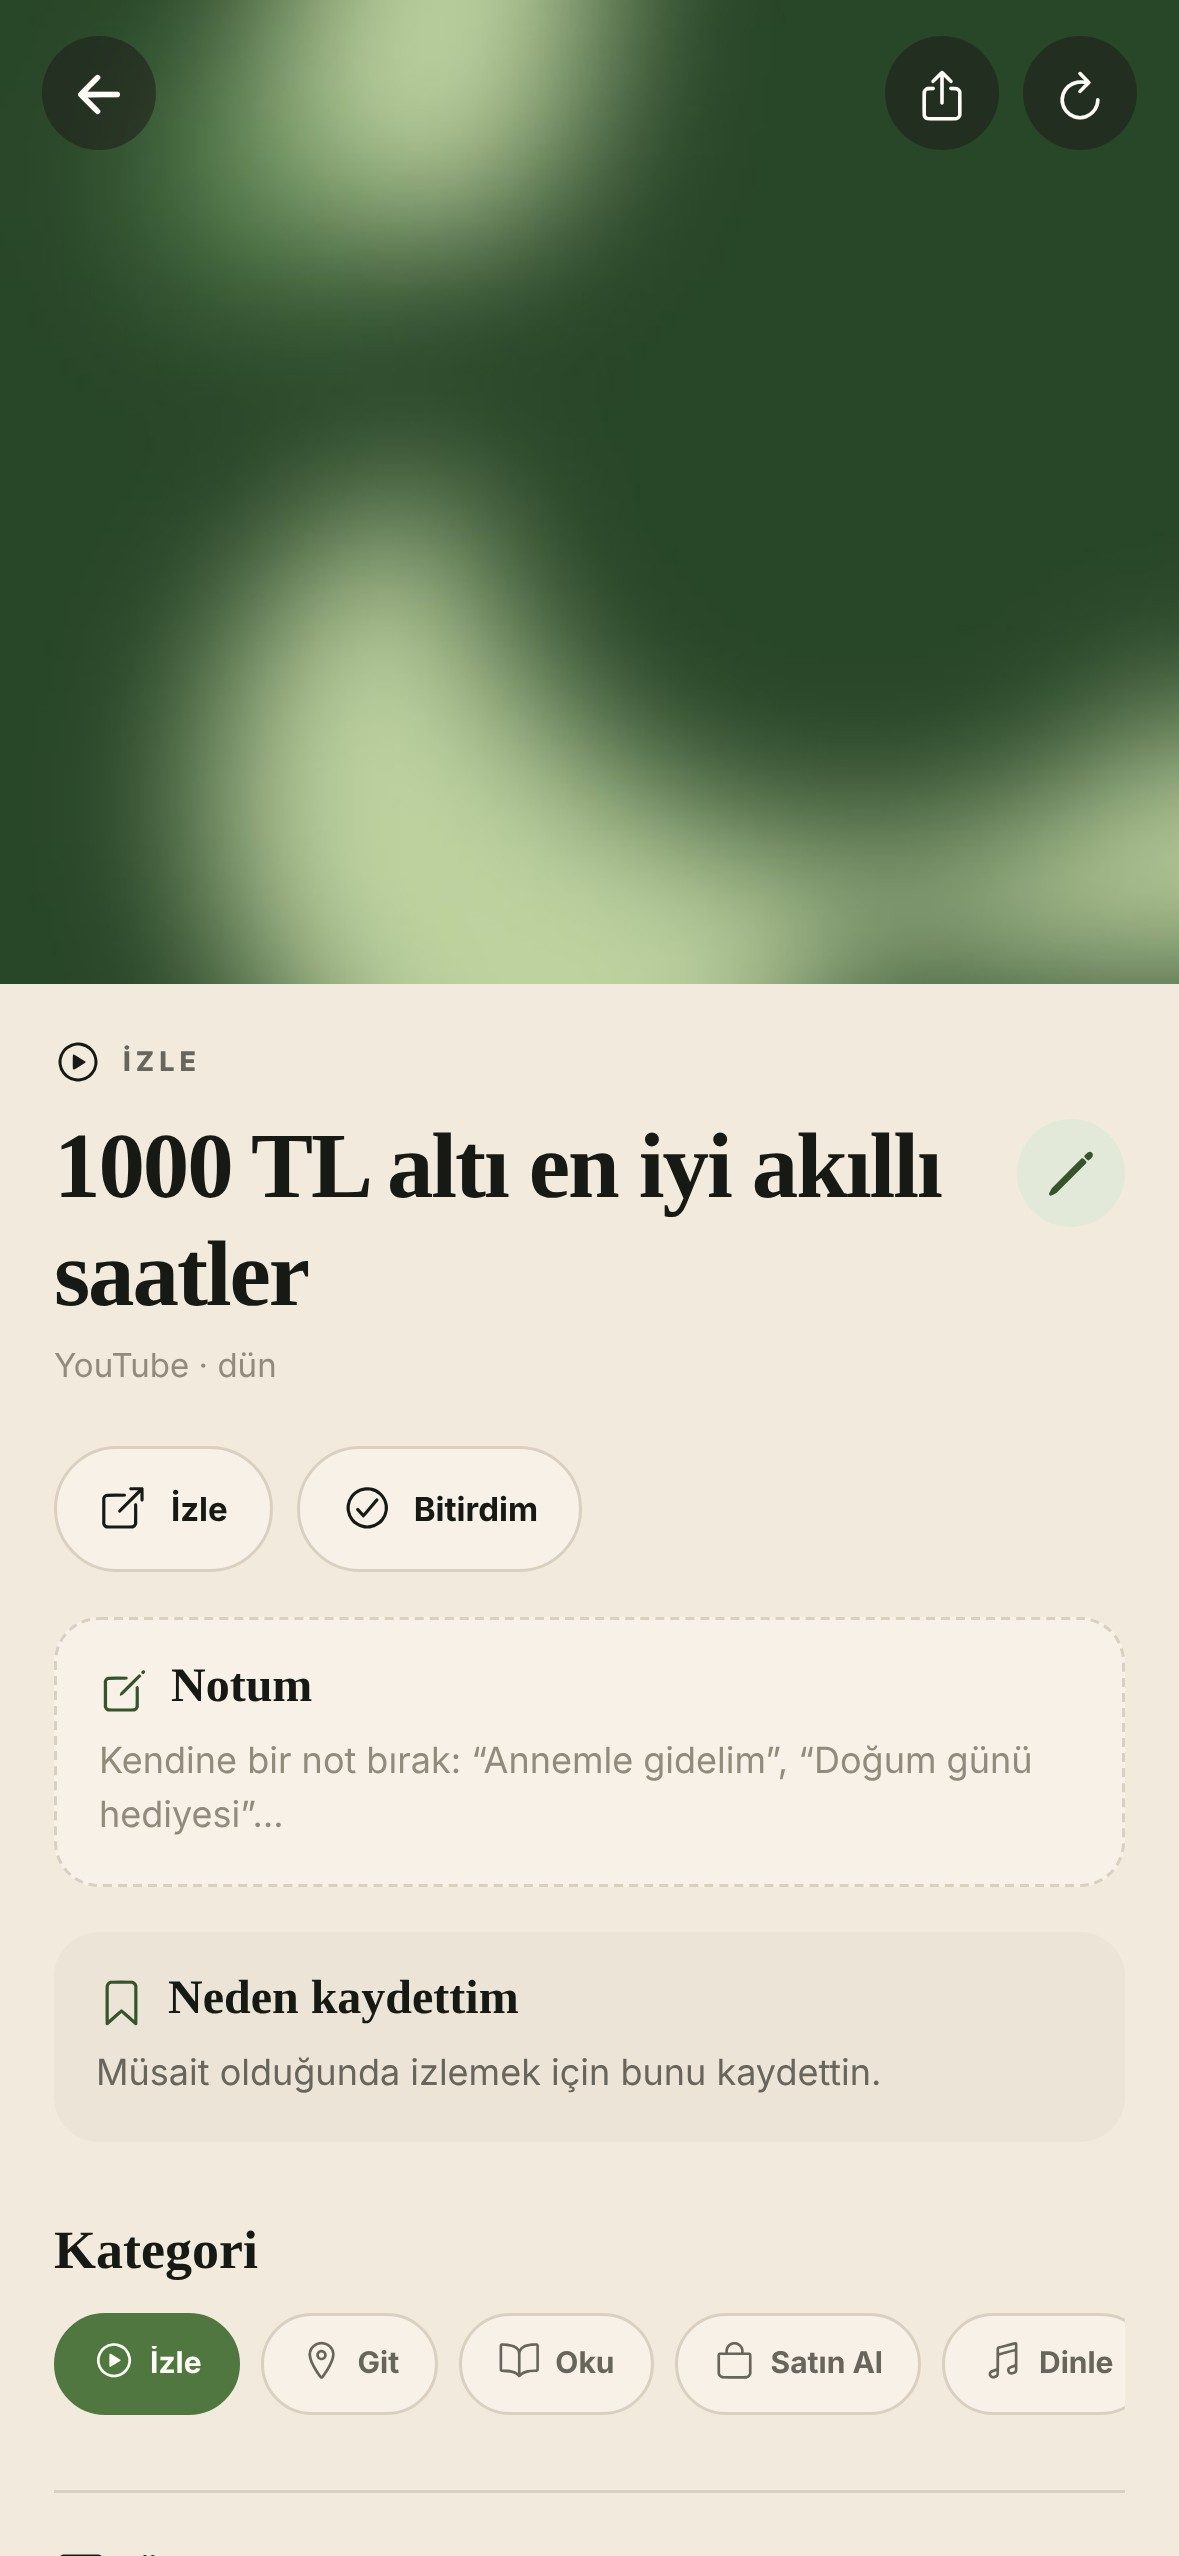 İZLE
1000 TL altı en iyi akıllı
saatler
YouTube · dün
İzle
Bitirdim
Notum
Kendine bir not bırak: “Annemle gidelim”, “Doğum günü
hediyesi”...
Neden kaydettim
Müsait olduğunda izlemek için bunu kaydettin.
Kategori
İzle
Git
Oku
Satın Al
Dinle